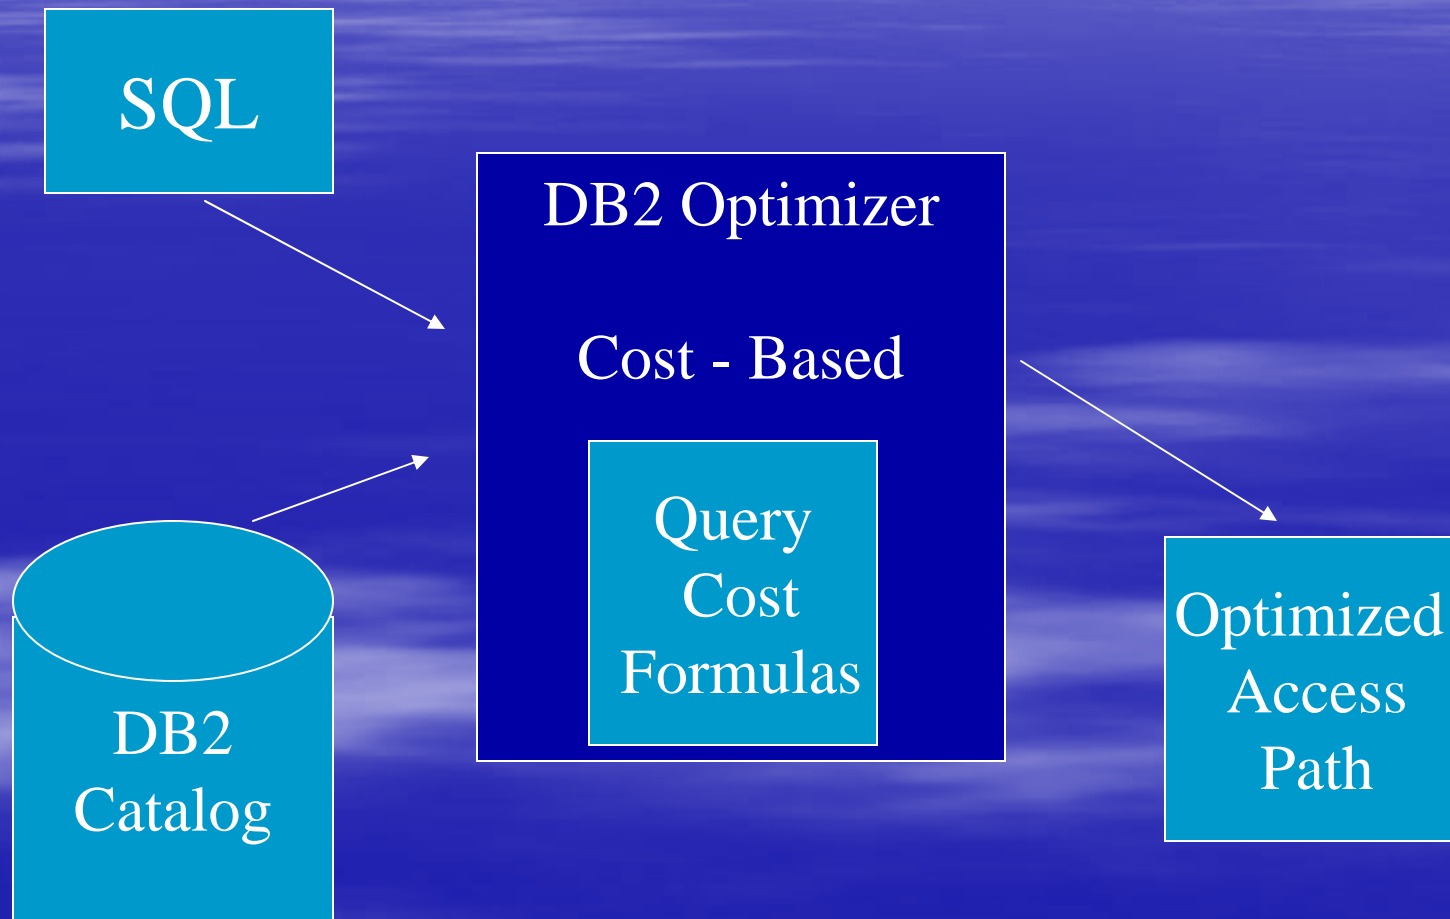 SQL
DB2 Optimizer
Cost - Based
Query
Cost
Formulas
DB2
Catalog
Optimized
Access
Path